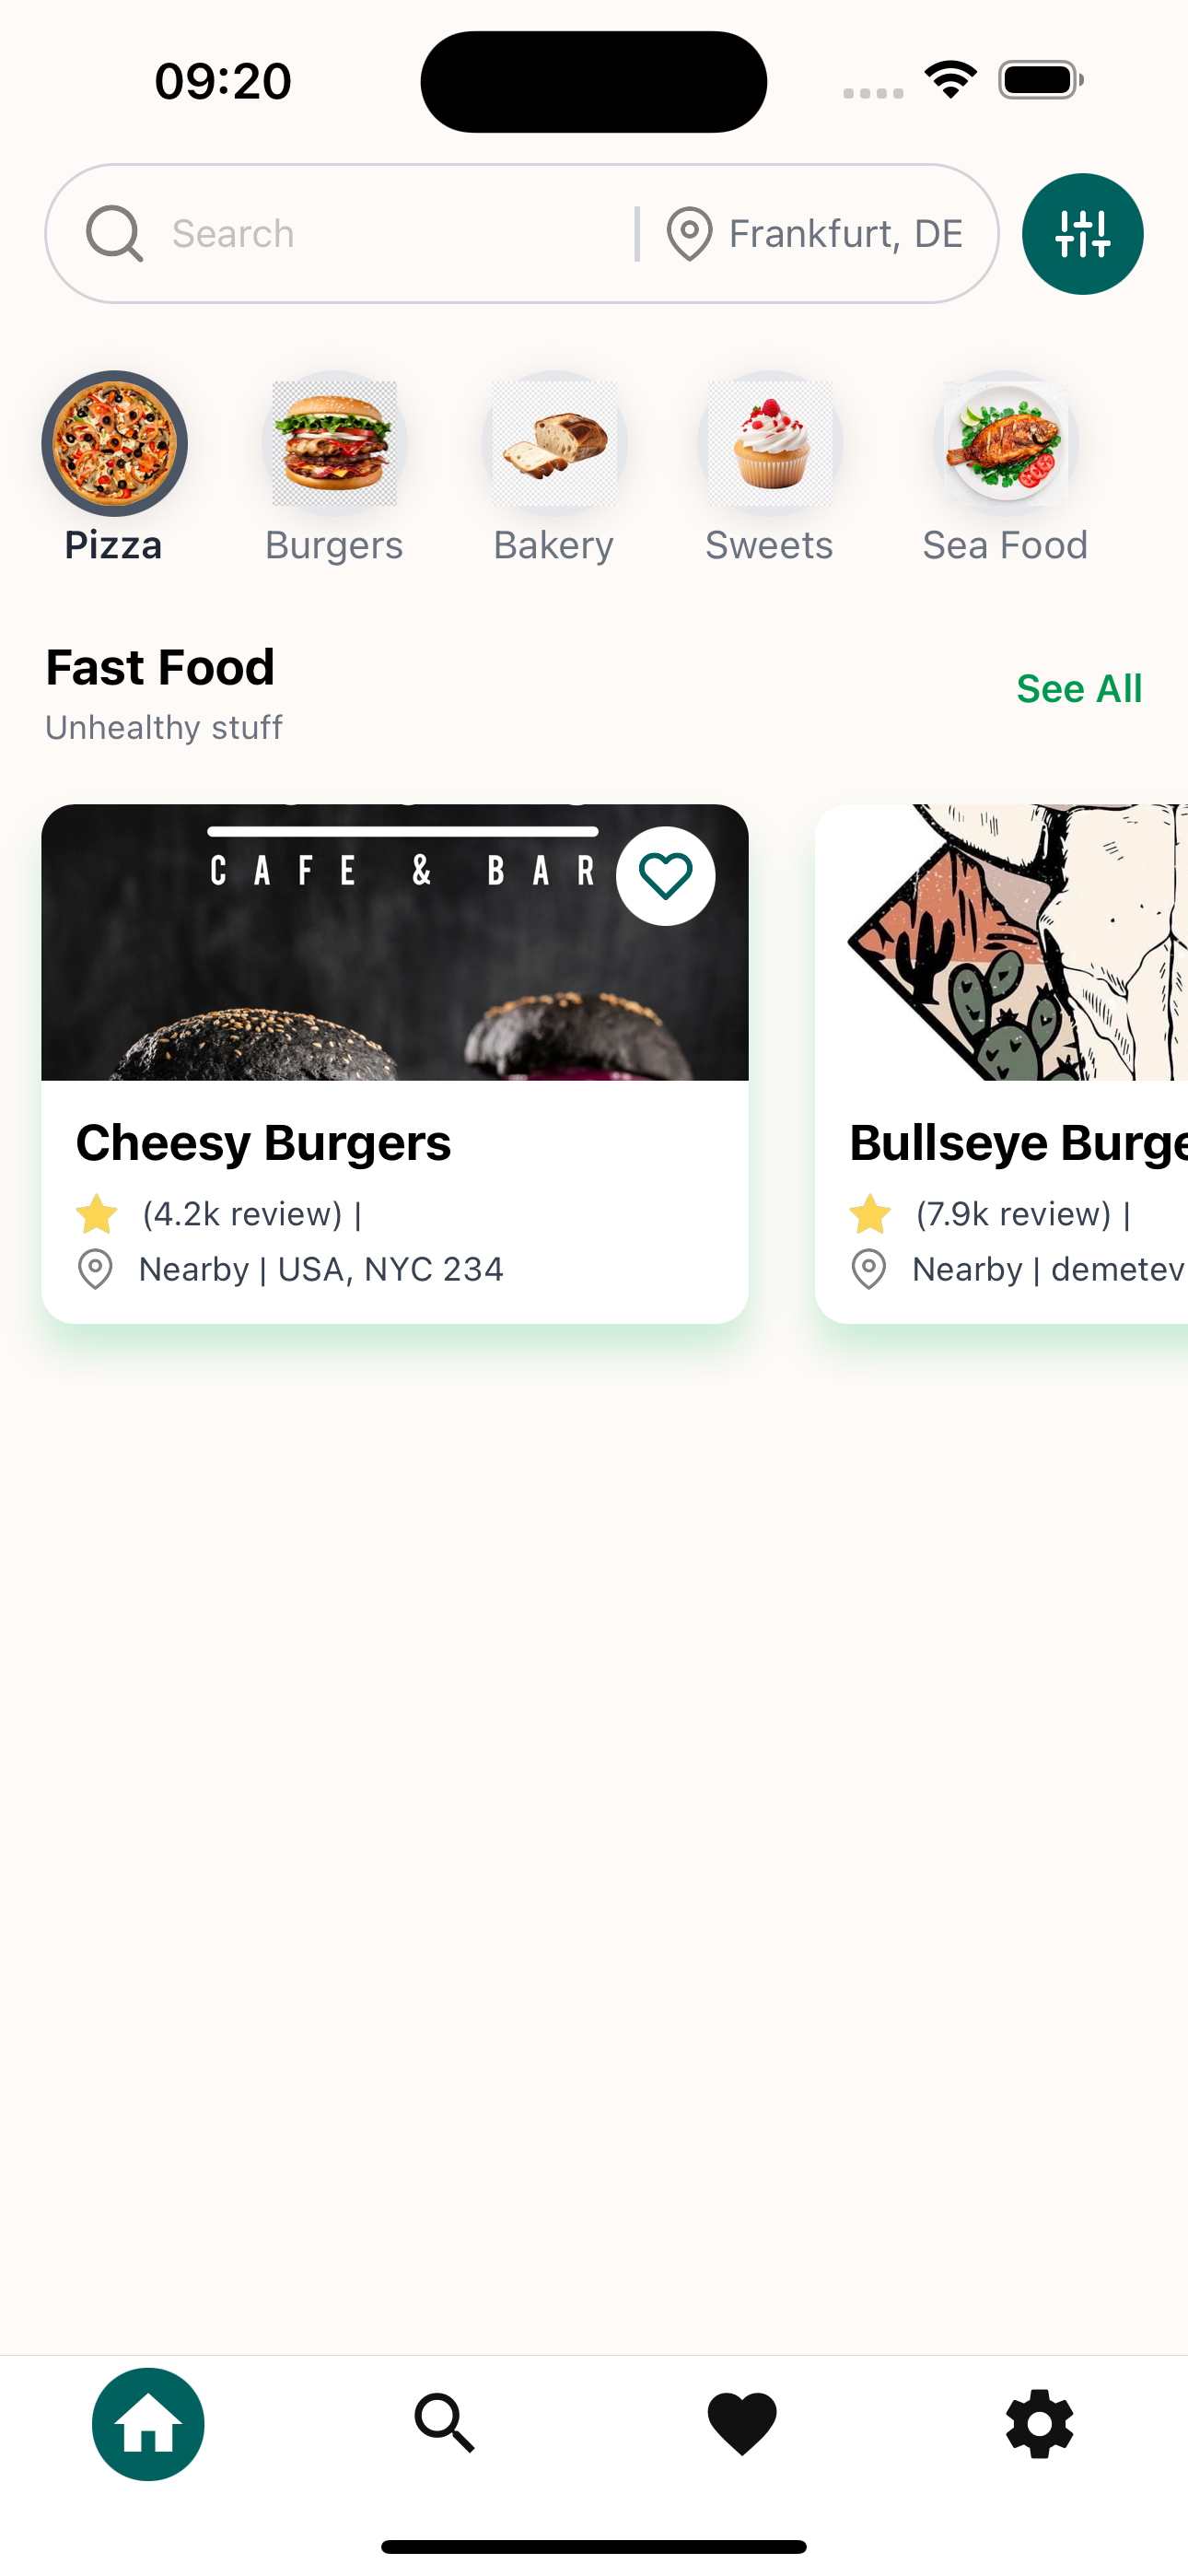 09:20
Search
Frankfurt, DE
Pizza
Burgers
Bakery
Sweets
Sea Food
Fast Food
See All
Unhealthy stuff
CAFE & BAR
Cheesy Burgers
(4.2k review) |
Nearby | USA, NYC 234
Bullseye Burge
(7.9k review) |
Nearby | demetev